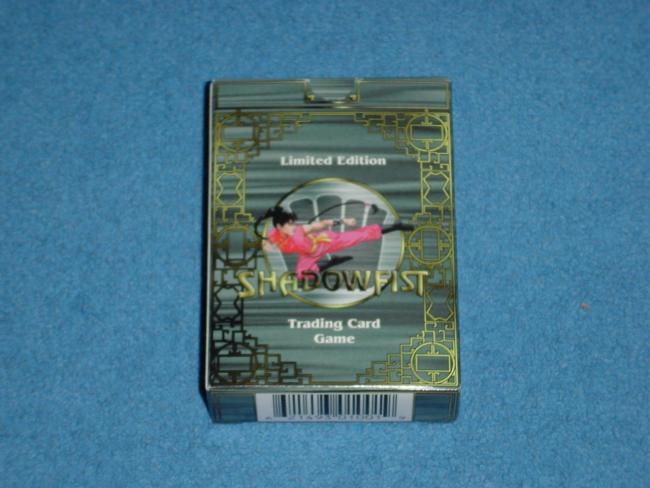 Limited Edition
SHADOWFIST
Trading Card
Game